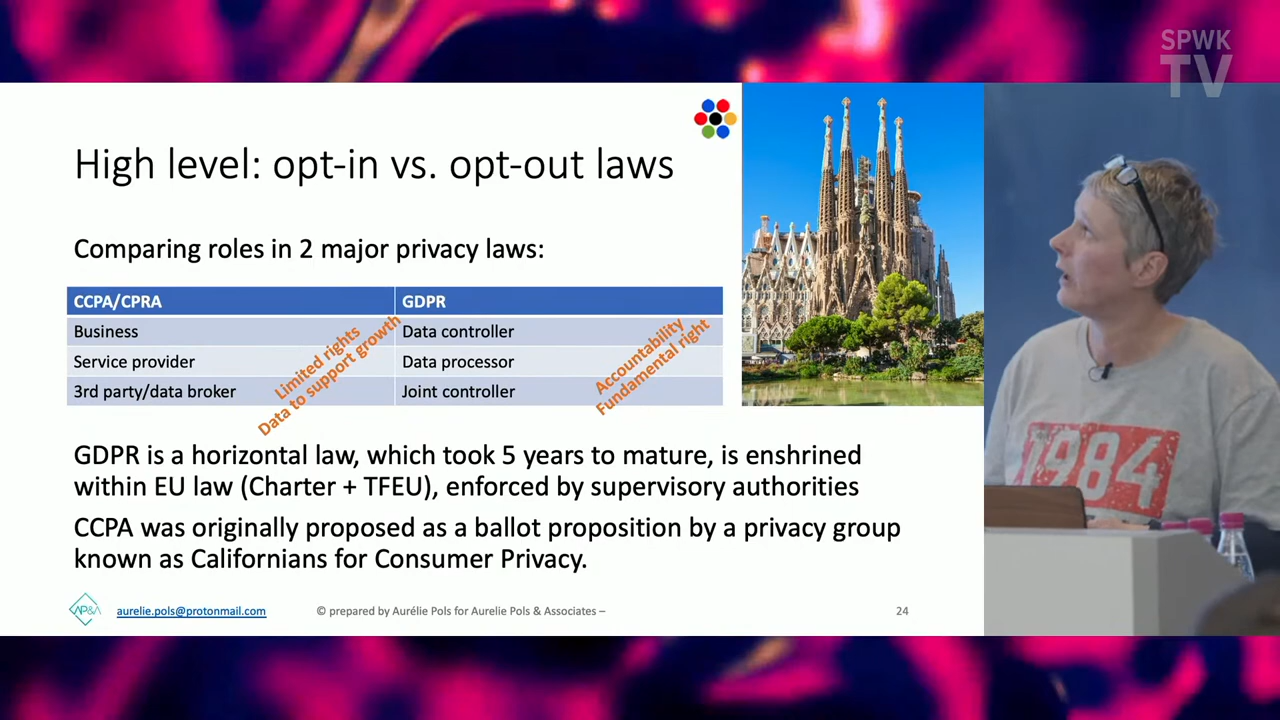 SPWK
TV
High level: opt-in vs. opt-out laws
Comparing roles in 2 major privacy laws:
CCPA/CPRA
GDPR
Business
Data controller
Service provider
Data processor
3rd party/data broker
Joint controller
Limited rights
Data to support growth
Accountability
Fundamental right
GDPR is a horizontal law, which took 5 years to mature, is enshrined
within EU law (Charter + TFEU), enforced by supervisory authorities
CCPA was originally proposed as a ballot proposition by a privacy group
known as Californians for Consumer Privacy.
AP&A
aurelie.pols@protonmail.com
© prepared by Aurélie Pols for Aurelie Pols & Associates –
24
1984